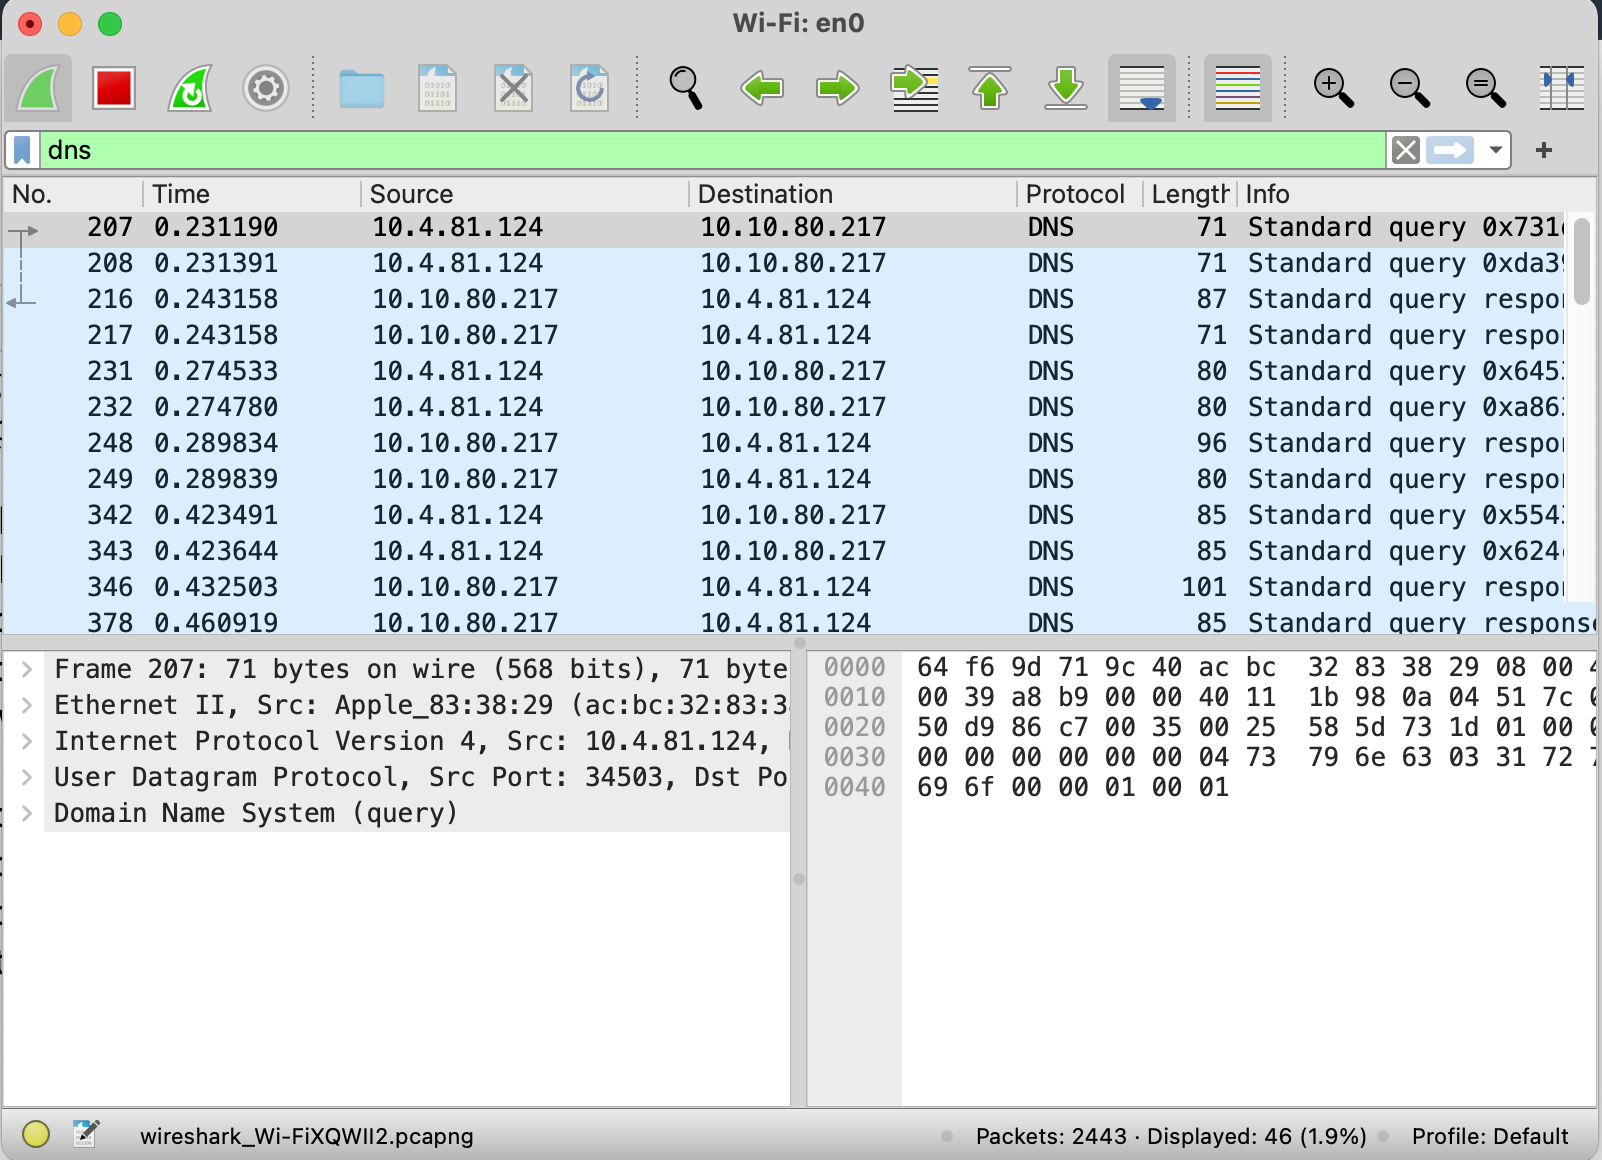 Wi-Fi: en0
dns
No. Time Source Destination Protocol Length Info
207 0.231190 10.4.81.124 10.10.80.217 DNS 71 Standard query 0x731
208 0.231391 10.4.81.124 10.10.80.217 DNS 71 Standard query 0xda39
216 0.243158 10.10.80.217 10.4.81.124 DNS 87 Standard query respo
217 0.243158 10.10.80.217 10.4.81.124 DNS 71 Standard query respo
231 0.274533 10.4.81.124 10.10.80.217 DNS 80 Standard query 0x645
232 0.274780 10.4.81.124 10.10.80.217 DNS 80 Standard query 0xa86
248 0.289834 10.10.80.217 10.4.81.124 DNS 96 Standard query respo
249 0.289839 10.10.80.217 10.4.81.124 DNS 80 Standard query respo
342 0.423491 10.4.81.124 10.10.80.217 DNS 85 Standard query 0x554
343 0.423644 10.4.81.124 10.10.80.217 DNS 85 Standard query 0x624
346 0.432503 10.10.80.217 10.4.81.124 DNS 101 Standard query respo
378 0.460919 10.10.80.217 10.4.81.124 DNS 85 Standard query response
Frame 207: 71 bytes on wire (568 bits), 71 byte
Ethernet II, Src: Apple_83:38:29 (ac:bc:32:83:3
Internet Protocol Version 4, Src: 10.4.81.124,
User Datagram Protocol, Src Port: 34503, Dst Po
Domain Name System (query)
0000 64 f6 9d 71 9c 40 ac bc 32 83 38 29 08 00 4
0010 00 39 a8 b9 00 00 40 11 1b 98 0a 04 51 7c
0020 50 d9 86 c7 00 35 00 25 58 5d 73 1d 01 00
0030 00 00 00 00 00 00 04 73 79 6e 63 03 31 72
0040 69 6f 00 00 01 00 01
wireshark_Wi-FiXQWII2.pcapng
Packets: 2443 · Displayed: 46 (1.9%)
Profile: Default